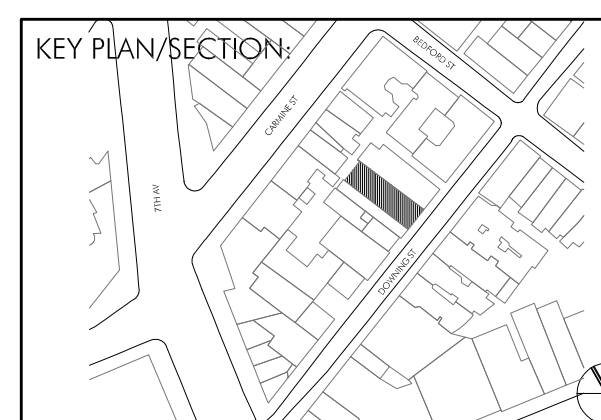 KEY PLAN/SECTION:
BEDFORD ST
CARMINE ST
7TH AV
DOWNING ST